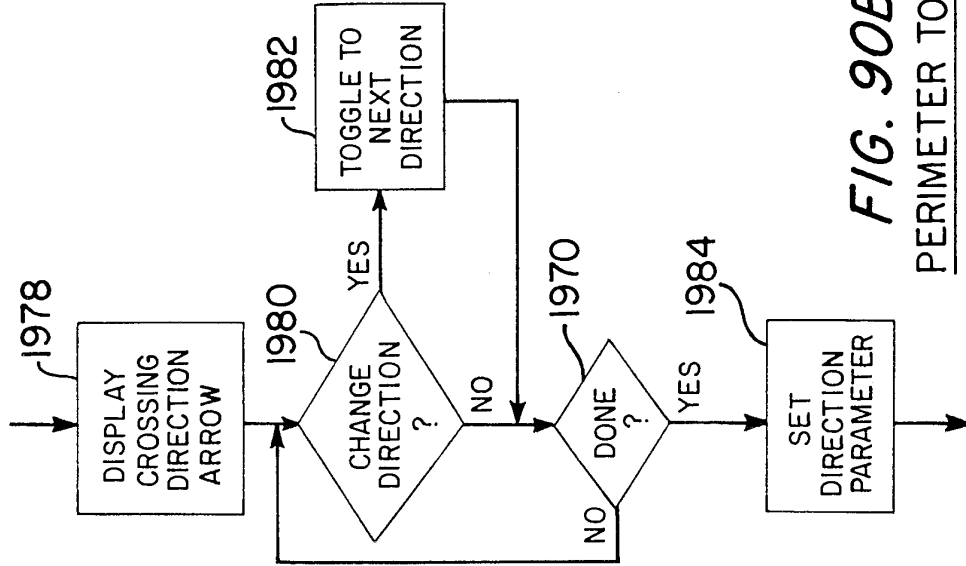 1978
DISPLAY
CROSSING
DIRECTION
ARROW
1980
CHANGE
DIRECTION
?
YES
NO
1982
TOGGLE TO
NEXT
DIRECTION
1970
DONE
?
NO
YES
1984
SET
DIRECTION
PARAMETER
FIG. 90B
PERIMETER TO